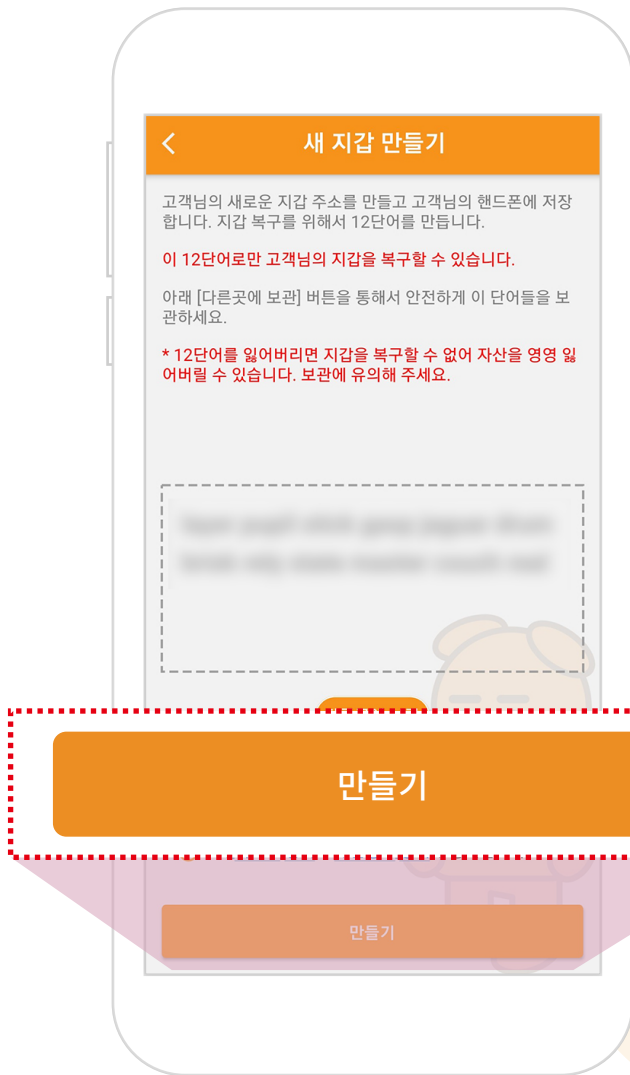 새 지갑 만들기
고객님의 새로운 지갑 주소를 만들고 고객님의 핸드폰에 저장
합니다. 지갑 복구를 위해서 12단어를 만듭니다.
이 12단어로만 고객님의 지갑을 복구할 수 있습니다.
아래 [다른곳에 보관] 버튼을 통해서 안전하게 이 단어들을 보
관하세요.
* 12단어를 잃어버리면 지갑을 복구할 수 없어 자산을 영영 잃
어버릴 수 있습니다. 보관에 유의해 주세요.
만들기
만들기